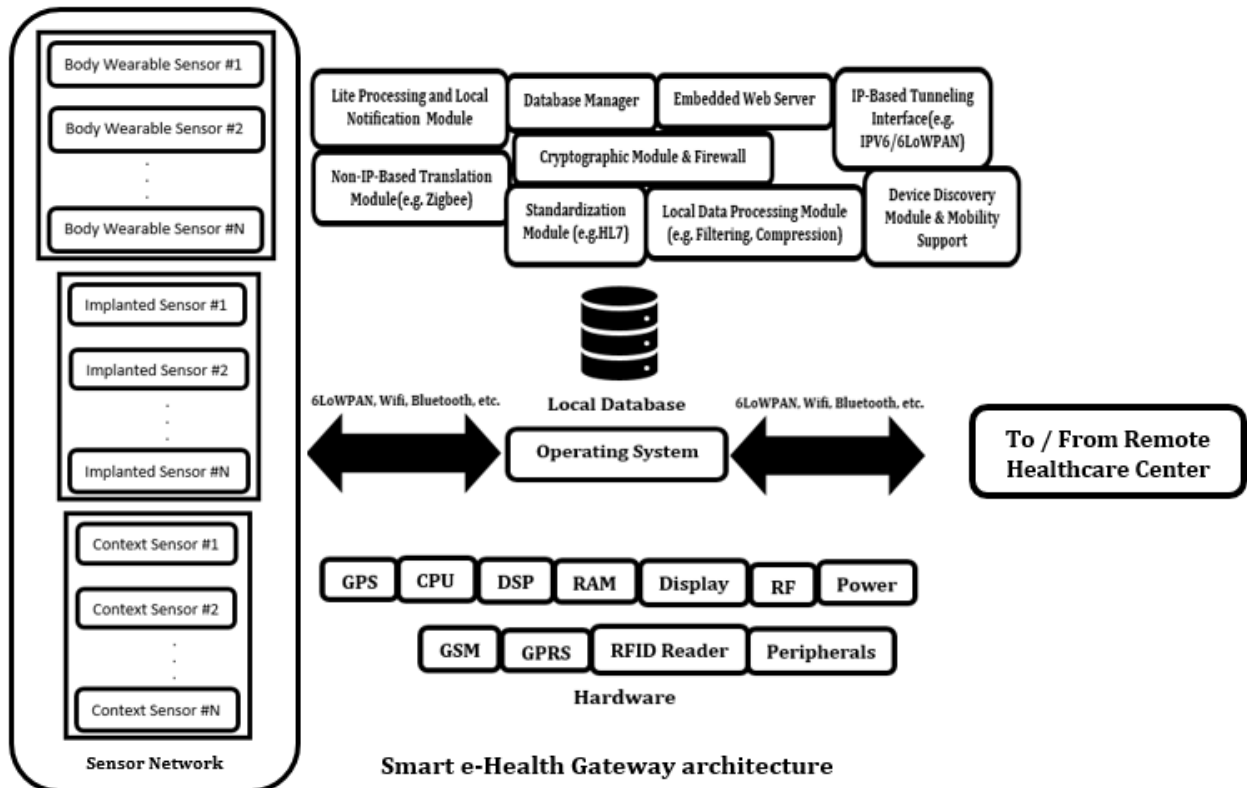 Body Wearable Sensor #1
Body Wearable Sensor #2
Body Wearable Sensor #N
Implanted Sensor #1
Implanted Sensor #2
Implanted Sensor #N
Context Sensor #1
Context Sensor #2
Context Sensor #N
Sensor Network
Lite Processing and Local
Notification Module
Database Manager
Embedded Web Server
IP-Based Tunneling
Interface(e.g.
IPV6/6LoWPAN)
Cryptographic Module & Firewall
Non-IP-Based Translation
Module(e.g. Zigbee)
Standardization
Module (e.g.HL7)
Local Data Processing Module
(e.g. Filtering, Compression)
Device Discovery
Module & Mobility
Support
Local Database
6LoWPAN, Wifi, Bluetooth, etc.
Operating System
6LoWPAN, Wifi, Bluetooth, etc.
To / From Remote
Healthcare Center
GPS
CPU
DSP
RAM
Display
RF
Power
GSM
GPRS
RFID Reader
Peripherals
Hardware
Smart e-Health Gateway architecture